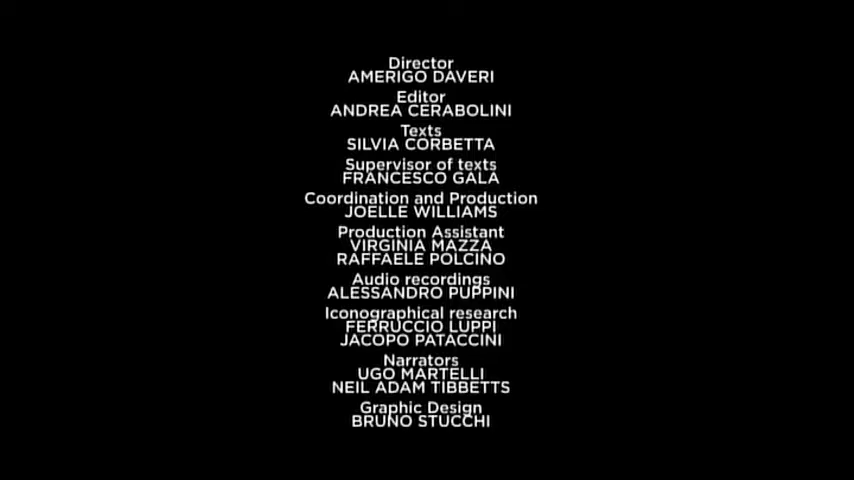 Director
AMERIGO DAVERI
Editor
ANDREA CERABOLINI
Texts
SILVIA CORBETTA
Supervisor of texts
FRANCESCO GALA
Coordination and Production
JOELLE WILLIAMS
Production Assistant
VIRGINIA MAZZA
RAFFAELE POLCINO
Audio recordings
ALESSANDRO PUPPINI
Iconographical research
FERRUCCIO LUPPI
JACOPO PATACCINI
Narrators
UGO MARTELLI
NEIL ADAM TIBBETTS
Graphic Design
BRUNO STUCCHI